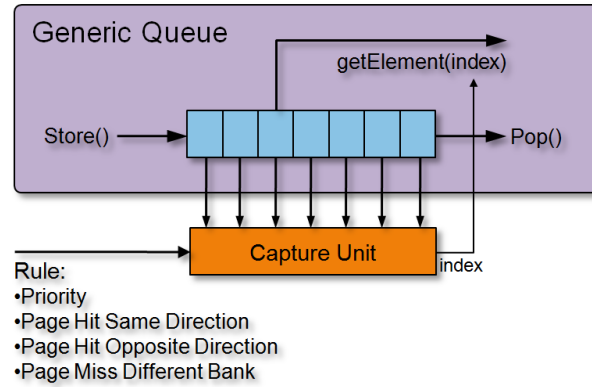 Generic Queue
getElement(index)
Store()
Pop()
Capture Unit
index
Rule:
•Priority
•Page Hit Same Direction
•Page Hit Opposite Direction
•Page Miss Different Bank